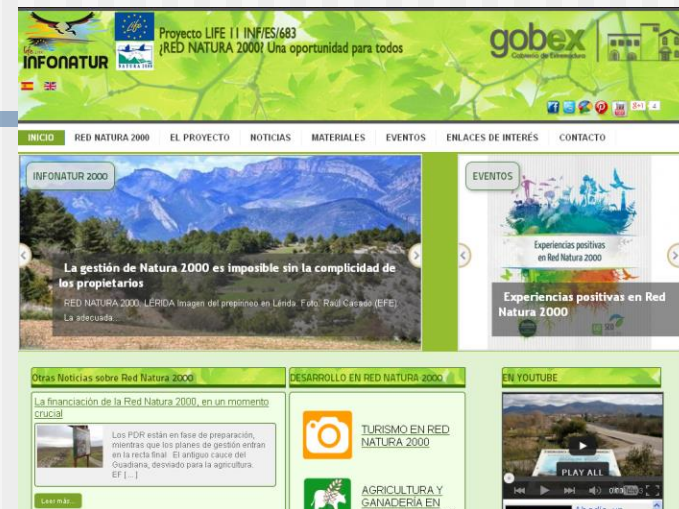 life...
INFONATUR
life
NATURA 2000
Proyecto LIFE 11 INF/ES/683
¿RED NATURA 2000? Una oportunidad para todos
gobex
Gobierno de Extremadura
INICIO RED NATURA 2000 EL PROYECTO NOTICIAS MATERIALES EVENTOS ENLACES DE INTERÉS CONTACTO
INFONATUR 2000
La gestión de Natura 2000 es imposible sin la complicidad de
los propietarios
RED NATURA 2000. LÉRIDA Imagen del prepirineo en Lérida. Foto: Raúl Casado (EFE)
La adecuada...
EVENTOS
Experiencias positivas
en Red Natura 2000
Experiencias positivas en Red
Natura 2000
Otras Noticias sobre Red Natura 2000
La financiación de la Red Natura 2000, en un momento
crucial
Los PDR están en fase de preparación,
mientras que los planes de gestión entran
en la recta final El antiguo cauce del
Guadiana, desviado para la agricultura.
EF [...]
Leer más...
DESARROLLO EN RED NATURA 2000
TURISMO EN RED
NATURA 2000
AGRICULTURA Y
GANADERÍA EN
EN YOUTUBE
PLAY ALL